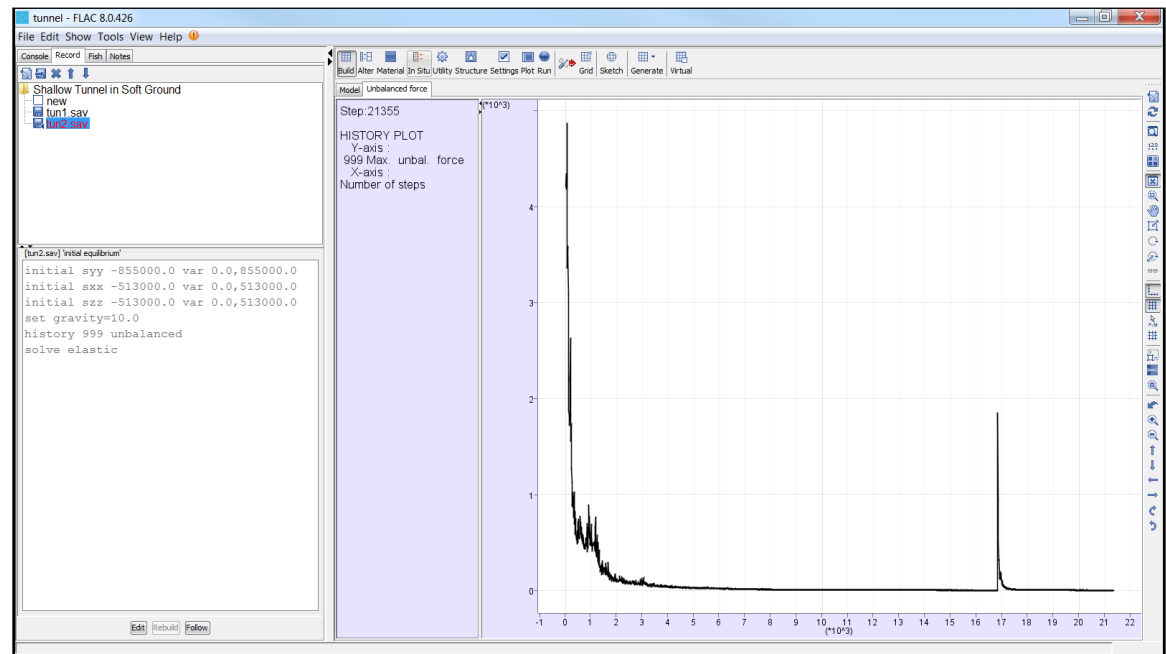 tunnel - FLAC 8.0.426
File Edit Show Tools View Help
Console Record Fish Notes
Shallow Tunnel in Soft Ground
new
tun1.sav
tun2.sav
[tun2.sav] 'initial equilibrium'
initial syy -855000.0 var 0.0,855000.0
initial sxx -513000.0 var 0.0,513000.0
initial szz -513000.0 var 0.0,513000.0
set gravity=10.0
history 999 unbalanced
solve elastic
Edit Rebuild Follow
Build Alter Material In Situ Utility Structure Settings Plot Run Grid Sketch Generate Virtual
Model Unbalanced force
Step:21355
HISTORY PLOT
Y-axis :
999 Max. unbal. force
X-axis :
Number of steps
(*10^3)
4
3
2
1
0
-1 0 1 2 3 4 5 6 7 8 9 10 11 12 13 14 15 16 17 18 19 20 21 22
(*10^3)